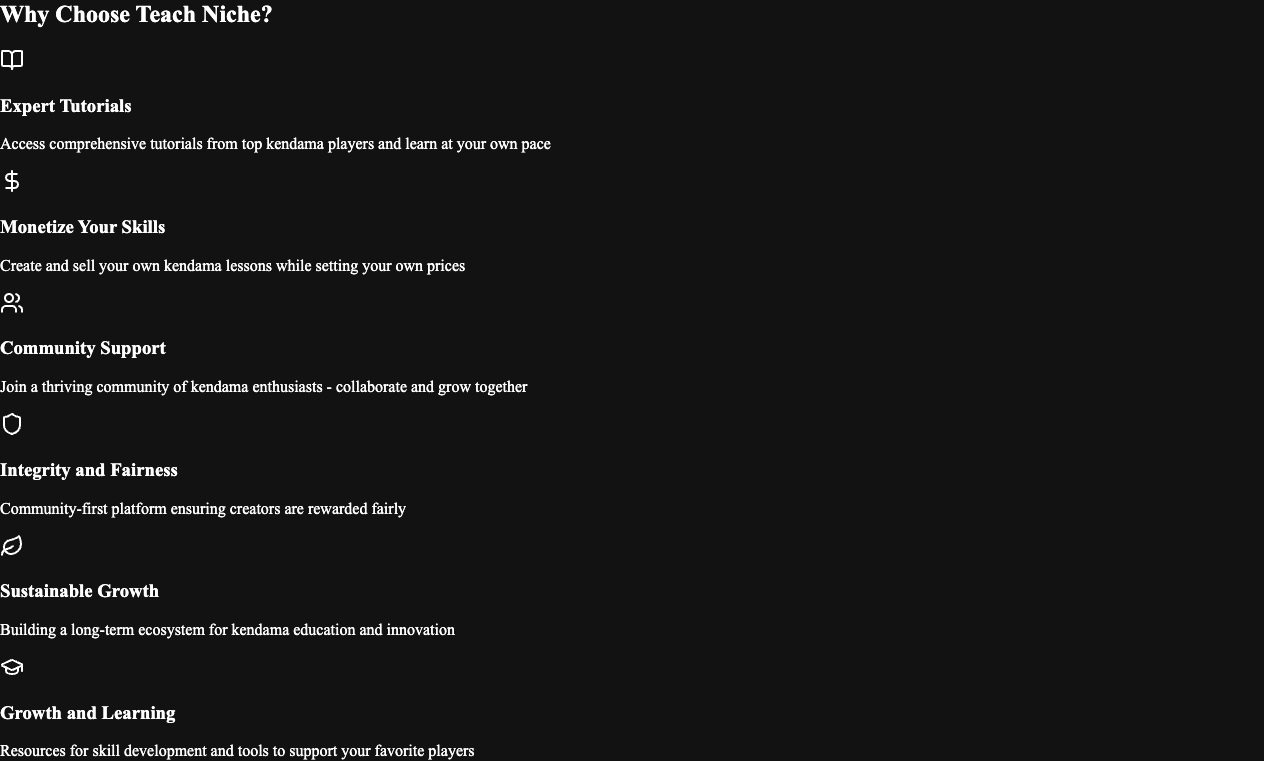 Why Choose Teach Niche?
Expert Tutorials
Access comprehensive tutorials from top kendama players and learn at your own pace
Monetize Your Skills
Create and sell your own kendama lessons while setting your own prices
Community Support
Join a thriving community of kendama enthusiasts - collaborate and grow together
Integrity and Fairness
Community-first platform ensuring creators are rewarded fairly
Sustainable Growth
Building a long-term ecosystem for kendama education and innovation
Growth and Learning
Resources for skill development and tools to support your favorite players